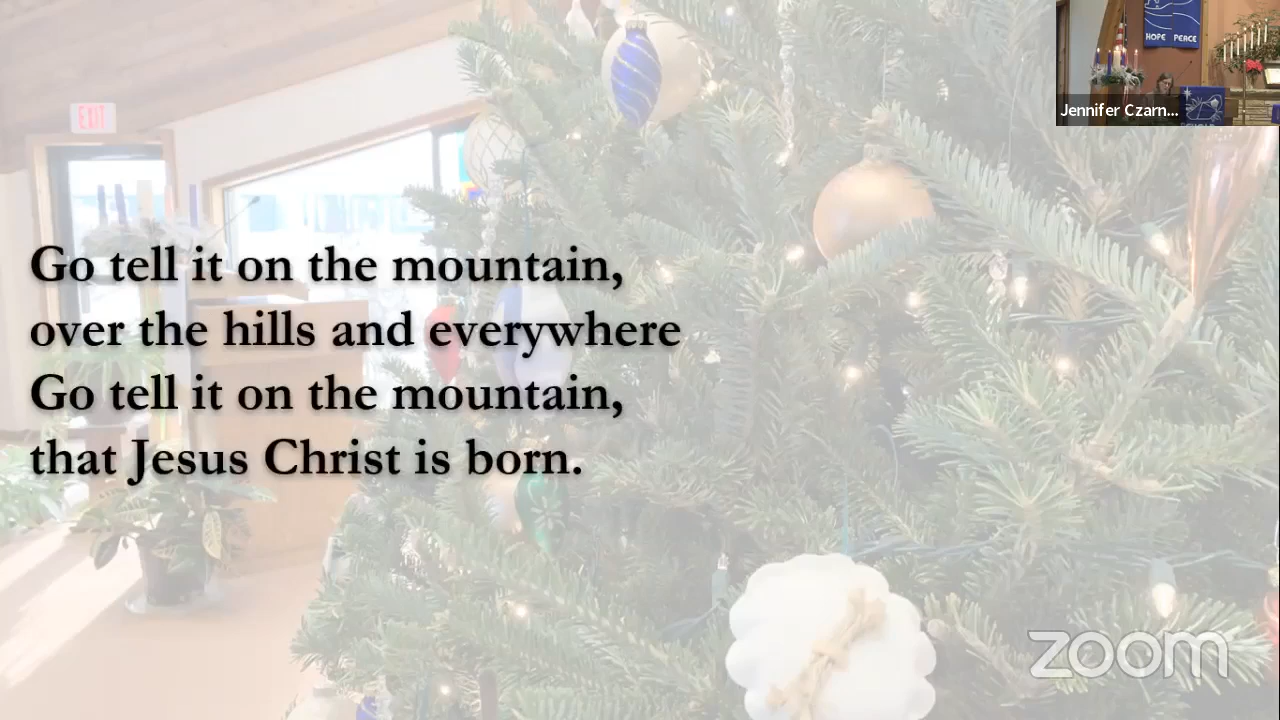 HOPE PEACE
Jennifer Czarn...
EXIT
Go tell it on the mountain,
over the hills and everywhere
Go tell it on the mountain,
that Jesus Christ is born.
zoom